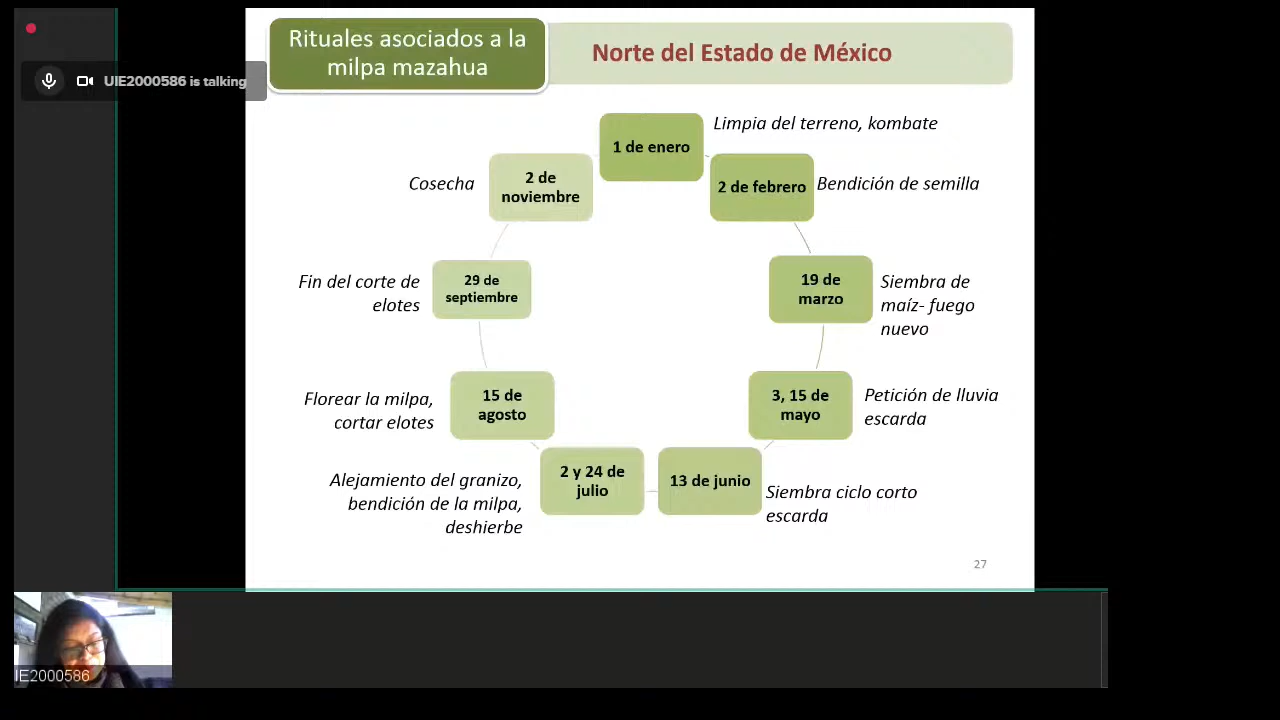 Rituales asociados a la
milpa mazahua
Norte del Estado de México
UIE2000586 is talking
1 de enero
Limpia del terreno, kombate
2 de febrero
Bendición de semilla
19 de
marzo
Siembra de
maíz- fuego
nuevo
3, 15 de
mayo
Petición de lluvia
escarda
13 de junio
Siembra ciclo corto
escarda
2 y 24 de
julio
Alejamiento del granizo,
bendición de la milpa,
deshierbe
15 de
agosto
Florear la milpa,
cortar elotes
29 de
septiembre
Fin del corte de
elotes
2 de
noviembre
Cosecha
27
IE2000586